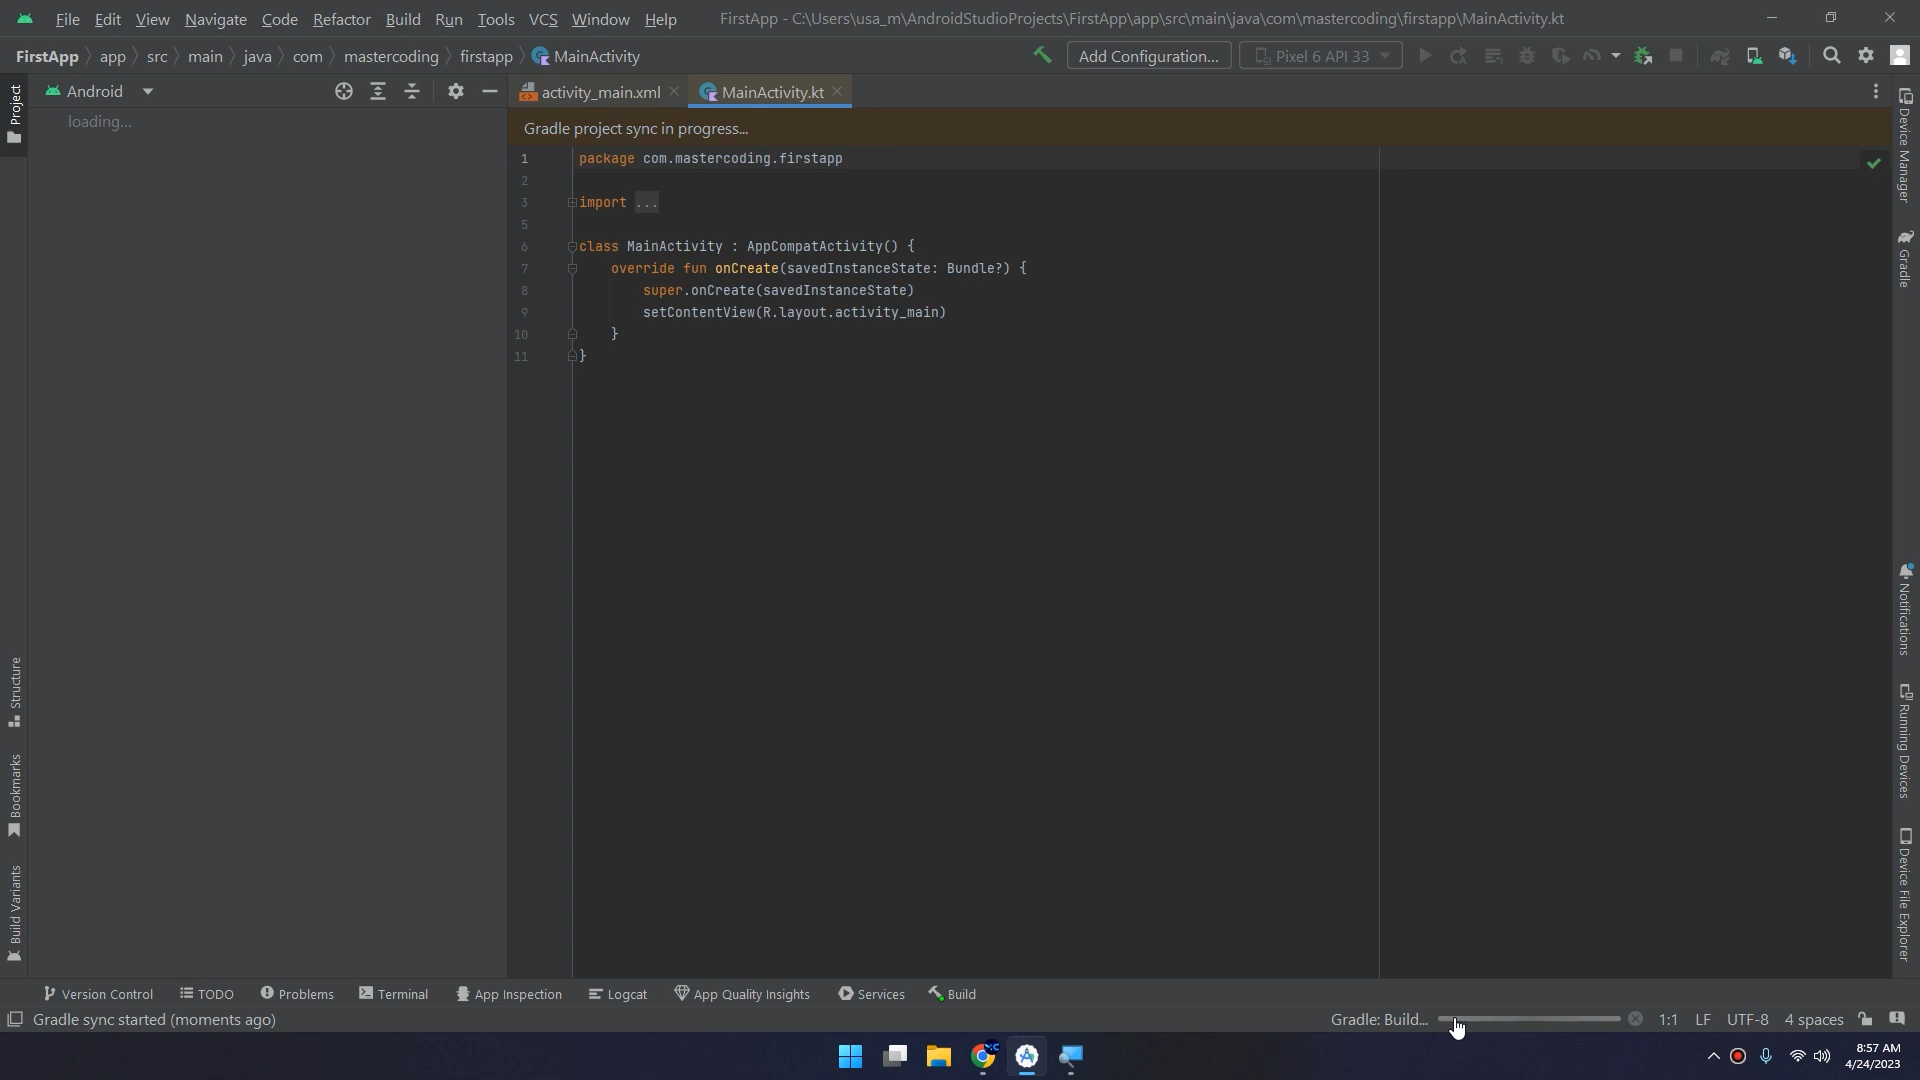 File Edit View Navigate Code Refactor Build Run Tools VCS Window Help FirstApp - C:\Users\usa_m\AndroidStudioProjects\FirstApp\app\src\main\java\com\mastercoding\firstapp\MainActivity.kt
FirstApp app src main java com mastercoding firstapp MainActivity Add Configuration... Pixel 6 API 33
Android activity_main.xml MainActivity.kt
loading...
Gradle project sync in progress...
1 package com.mastercoding.firstapp
2
3 import ...
5
6 class MainActivity : AppCompatActivity() {
7 override fun onCreate(savedInstanceState: Bundle?) {
8 super.onCreate(savedInstanceState)
9 setContentView(R.layout.activity_main)
10 }
11 }
Project
Structure
Bookmarks
Build Variants
Device Manager
Gradle
Notifications
Running Devices
Device File Explorer
Version Control TODO Problems Terminal App Inspection Logcat App Quality Insights Services Build
Gradle sync started (moments ago) Gradle: Build... 1:1 LF UTF-8 4 spaces
8:57 AM
4/24/2023